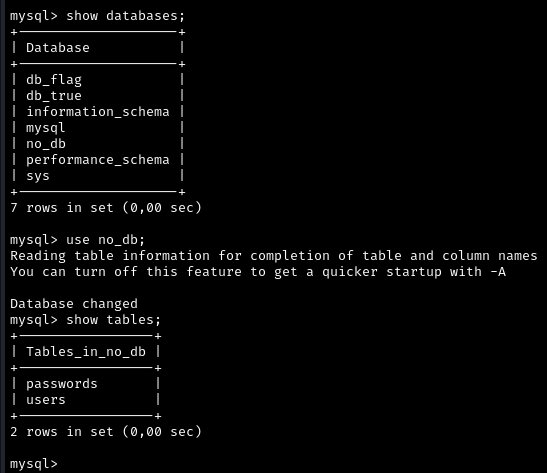 mysql> show databases;
+--------------------+
| Database           |
+--------------------+
| db_flag            |
| db_true            |
| information_schema |
| mysql              |
| no_db              |
| performance_schema |
| sys                |
+--------------------+
7 rows in set (0,00 sec)

mysql> use no_db;
Reading table information for completion of table and column names
You can turn off this feature to get a quicker startup with -A

Database changed
mysql> show tables;
+-----------------+
| Tables_in_no_db |
+-----------------+
| passwords       |
| users           |
+-----------------+
2 rows in set (0,00 sec)

mysql>